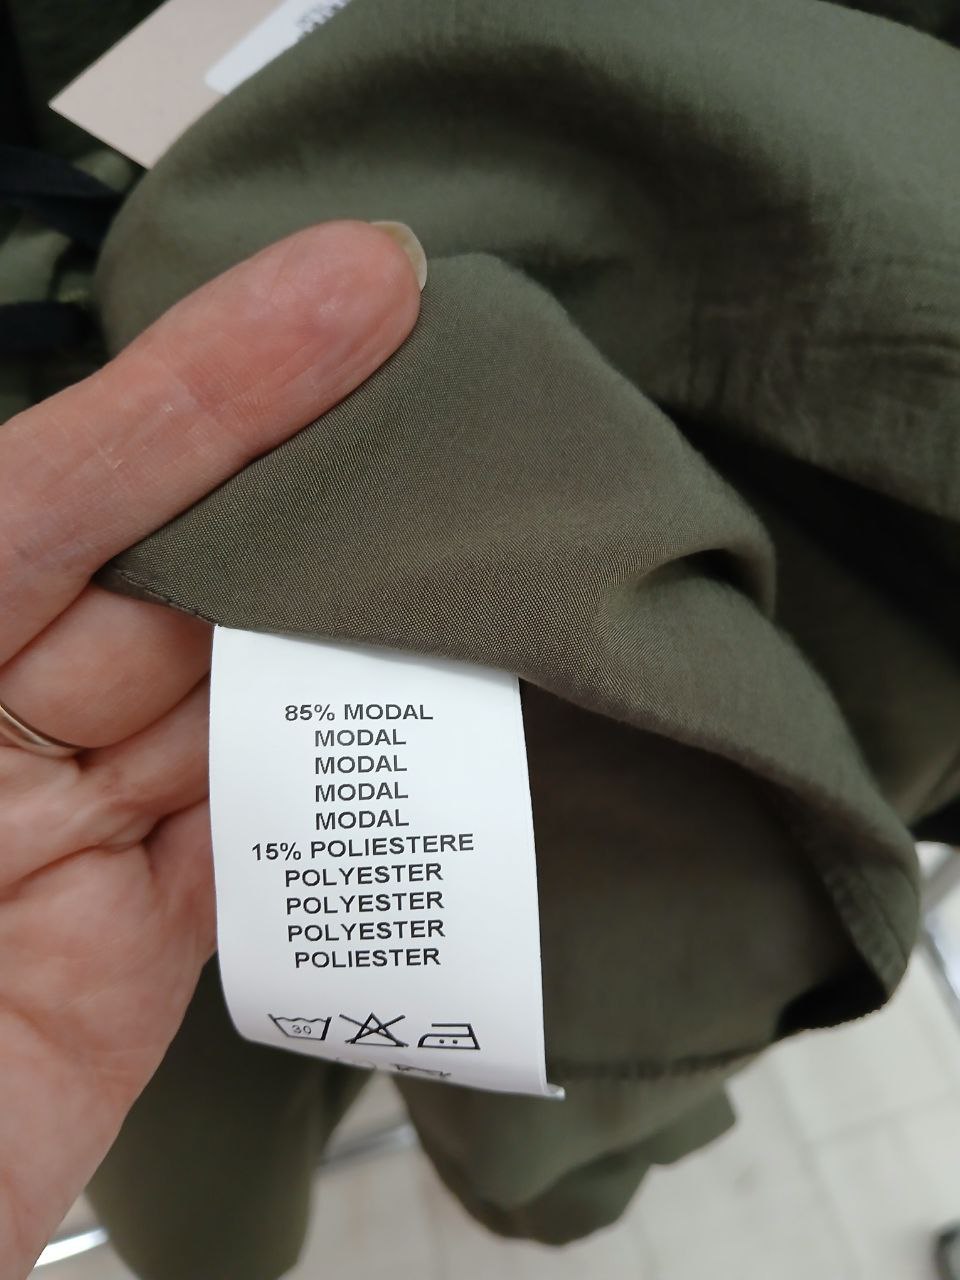 85% MODAL
MODAL
MODAL
MODAL
MODAL
15% POLIESTERE
POLYESTER
POLYESTER
POLYESTER
POLIESTER
30